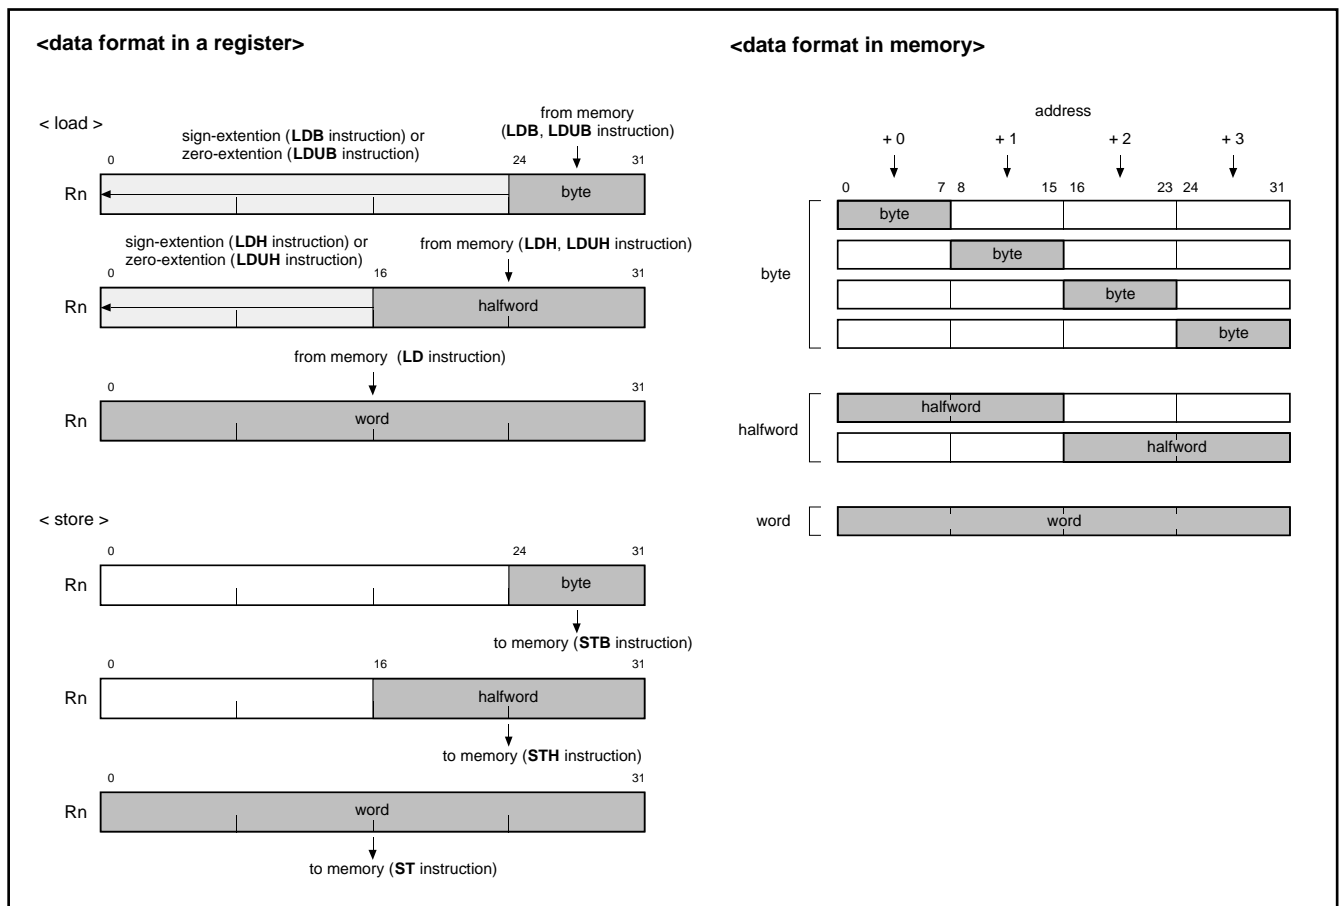 <data format in a register>
< load >
from memory
(LDB, LDUB instruction)
sign-extention (LDB instruction) or
zero-extention (LDUB instruction)
0 24 31
Rn byte
sign-extention (LDH instruction) or
zero-extention (LDUH instruction)
from memory (LDH, LDUH instruction)
0 16 31
Rn halfword
from memory (LD instruction)
0 31
Rn word
< store >
0 24 31
Rn byte
to memory (STB instruction)
0 16 31
Rn halfword
to memory (STH instruction)
0 31
Rn word
to memory (ST instruction)
<data format in memory>
address
+ 0 + 1 + 2 + 3
0 7 8 15 16 23 24 31
byte
byte
byte
byte
byte
halfword
halfword
halfword
word word